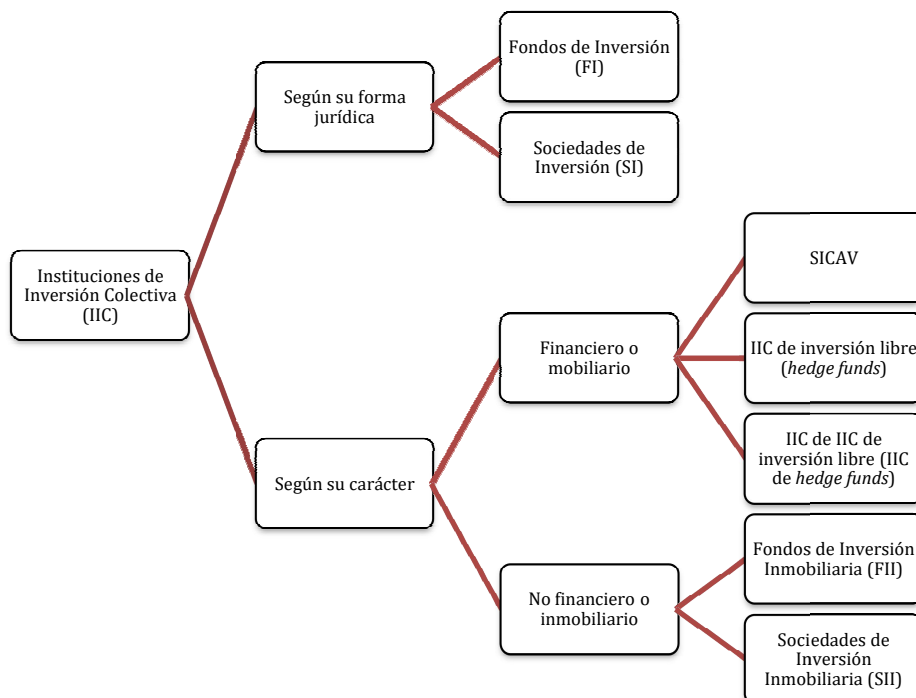 Instituciones de
Inversión Colectiva
(IIC)
Según su forma
jurídica
Fondos de Inversión
(FI)
Sociedades de
Inversión (SI)
Según su carácter
Financiero o
mobiliario
SICAV
IIC de inversión libre
(hedge funds)
IIC de IIC de
inversión libre (IIC
de hedge funds)
No financiero o
inmobiliario
Fondos de Inversión
Inmobiliaria (FII)
Sociedades de
Inversión
Inmobiliaria (SII)